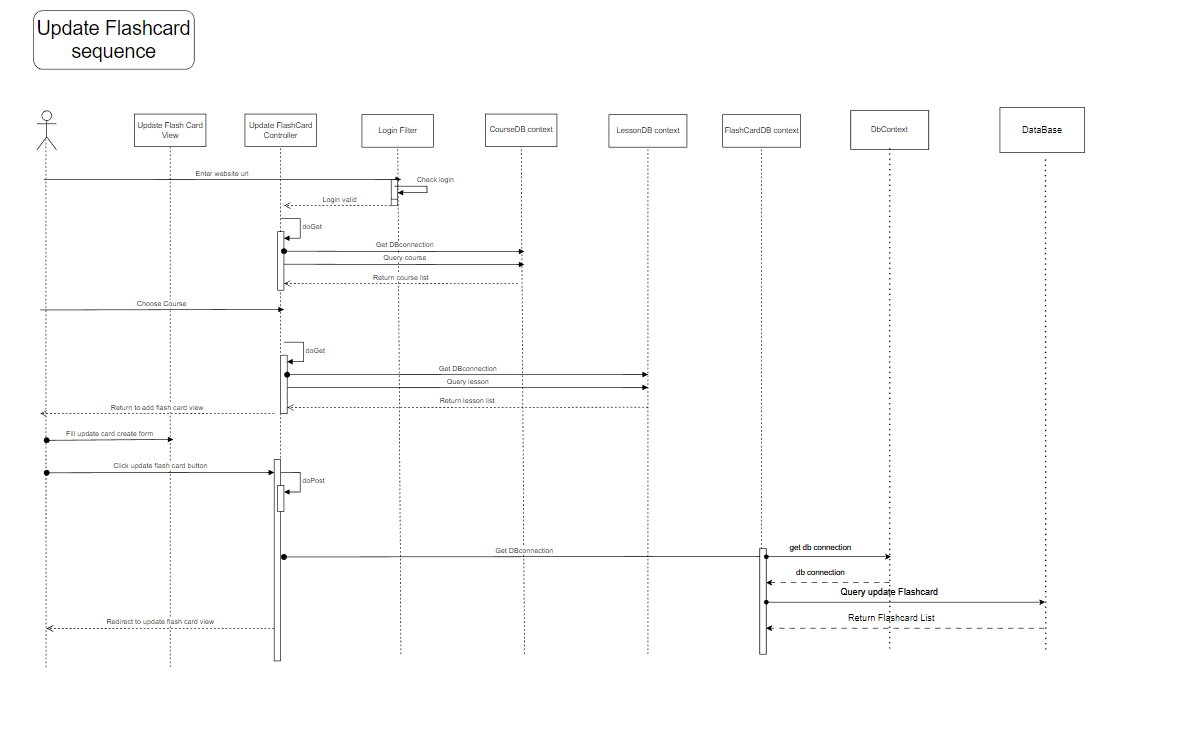 Update Flashcard
sequence
Update Flash Card
View
Update FlashCard
Controller
Login Filter
CourseDB context
LessonDB context
FlashCardDB context
DbContext
DataBase
Enter website url
Check login
Login valid
doGet
Get DBconnection
Query course
Return course list
Choose Course
doGet
Get DBconnection
Query lesson
Return lesson list
Return to add flash card view
Fill update card create form
Click update flash card button
doPost
Get DBconnection
get db connection
db connection
Query update Flashcard
Return Flashcard List
Redirect to update flash card view